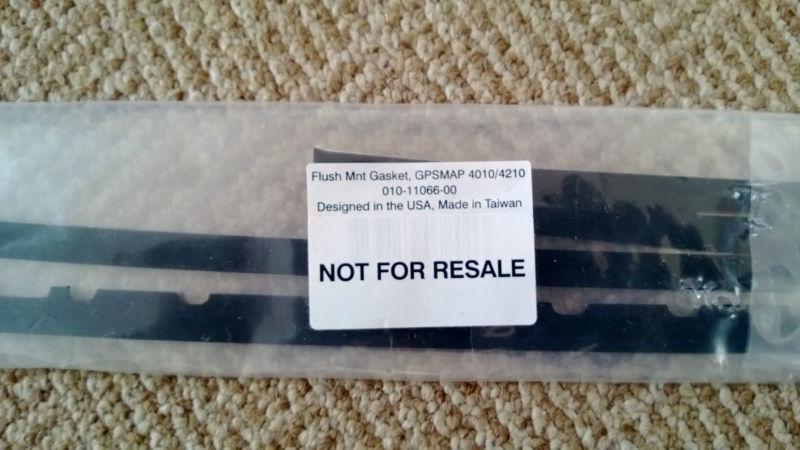 Flush Mnt Gasket, GPSMAP 4010/4210
010-11066-00
Designed in the USA, Made in Taiwan
NOT FOR RESALE